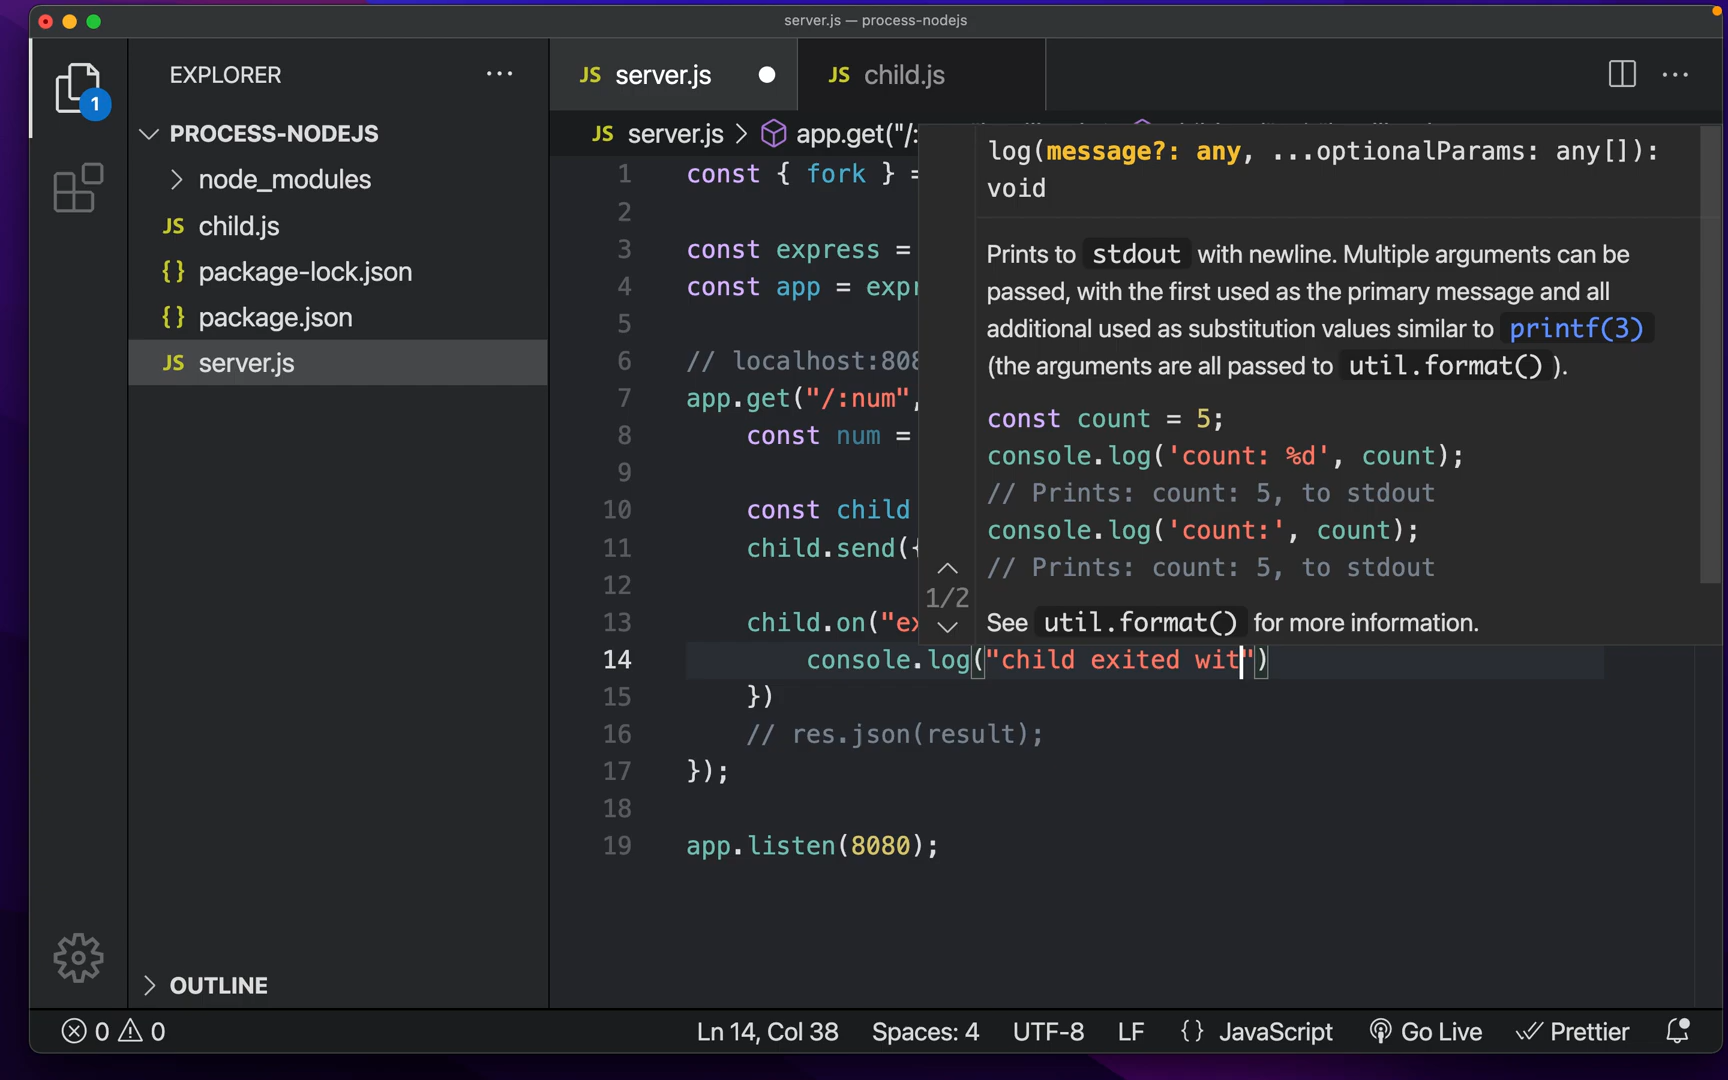 server.js — process-nodejs
EXPLORER
JS server.js
JS child.js
1
PROCESS-NODEJS
node_modules
JS child.js
{} package-lock.json
{} package.json
JS server.js
OUTLINE
JS server.js > app.get("/:
1 const { fork } =
2
3 const express =
4 const app = expr
5
6 // localhost:808
7 app.get("/:num",
8 const num =
9
10 const child
11 child.send({
12
13 child.on("ex
14 console.log("child exited wit")
15 })
16 // res.json(result);
17 });
18
19 app.listen(8080);
log(message?: any, ...optionalParams: any[]):
void
Prints to stdout with newline. Multiple arguments can be
passed, with the first used as the primary message and all
additional used as substitution values similar to printf(3)
(the arguments are all passed to util.format() ).
const count = 5;
console.log('count: %d', count);
// Prints: count: 5, to stdout
console.log('count:', count);
// Prints: count: 5, to stdout
1/2
See util.format() for more information.
0 0
Ln 14, Col 38
Spaces: 4
UTF-8
LF
{} JavaScript
Go Live
Prettier